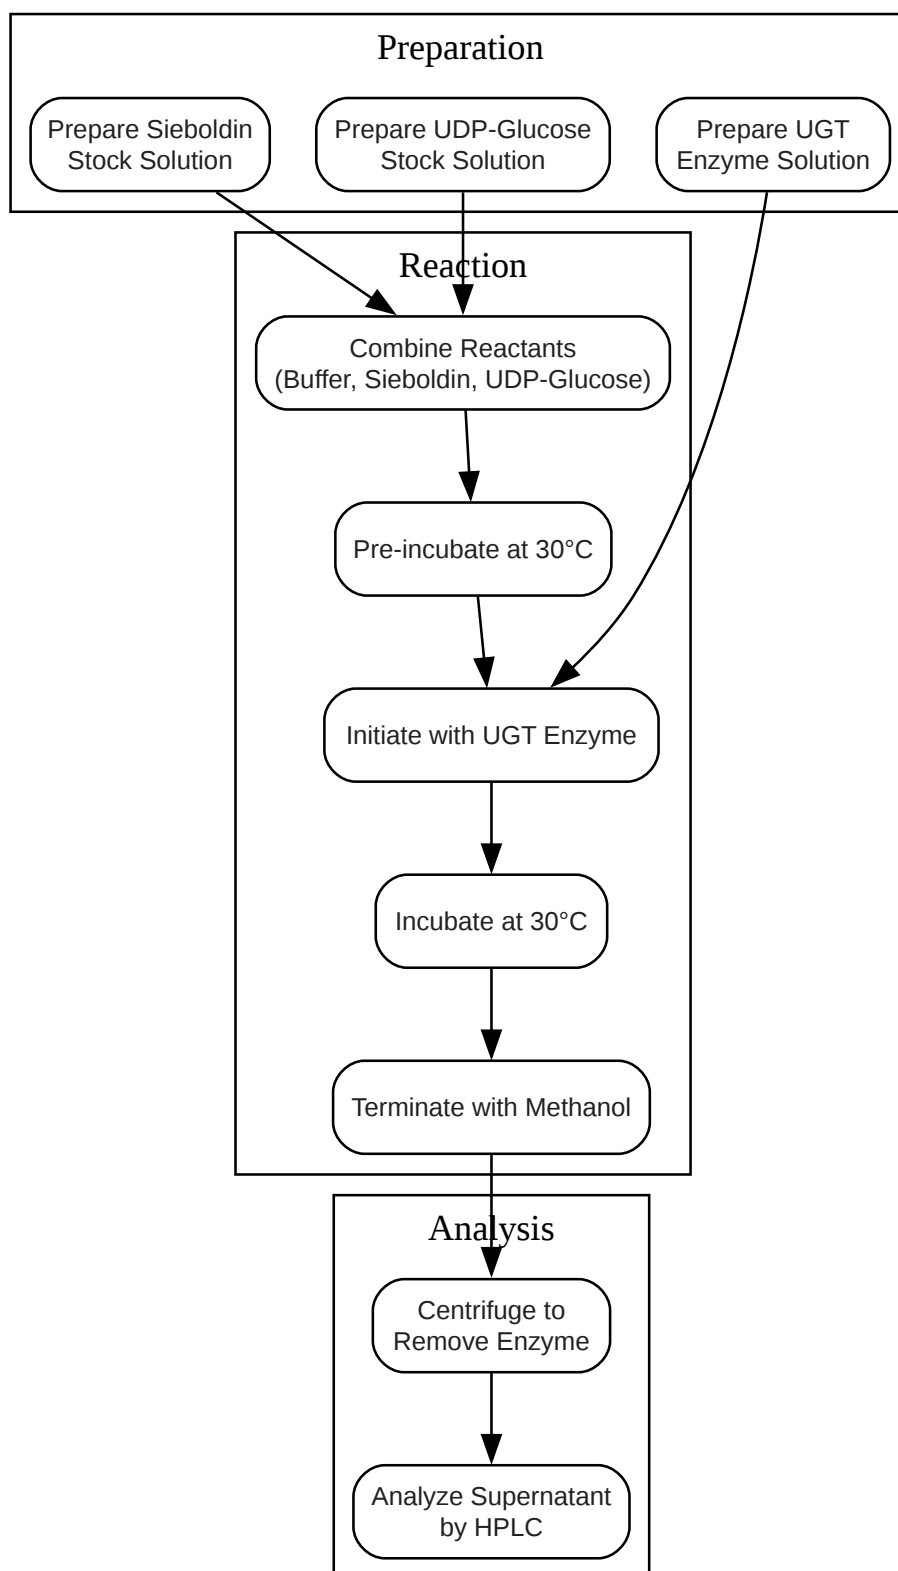 Preparation
Prepare Sieboldin
Stock Solution
Prepare UDP-Glucose
Stock Solution
Prepare UGT
Enzyme Solution
Reaction
Combine Reactants
(Buffer, Sieboldin, UDP-Glucose)
Pre-incubate at 30°C
Initiate with UGT Enzyme
Incubate at 30°C
Terminate with Methanol
Analysis
Centrifuge to
Remove Enzyme
Analyze Supernatant
by HPLC